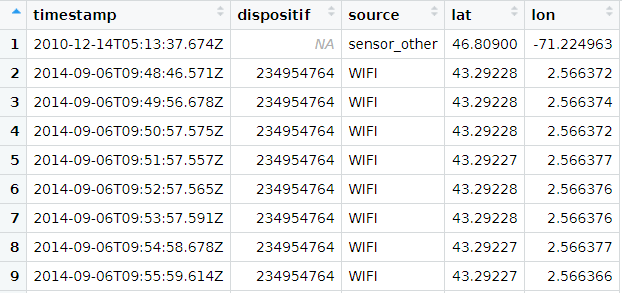 timestamp dispositif source lat lon
1 2010-12-14T05:13:37.674Z NA sensor_other 46.80900 -71.224963
2 2014-09-06T09:48:46.571Z 234954764 WIFI 43.29228 2.566372
3 2014-09-06T09:49:56.678Z 234954764 WIFI 43.29228 2.566374
4 2014-09-06T09:50:57.575Z 234954764 WIFI 43.29228 2.566372
5 2014-09-06T09:51:57.557Z 234954764 WIFI 43.29227 2.566377
6 2014-09-06T09:52:57.565Z 234954764 WIFI 43.29228 2.566376
7 2014-09-06T09:53:57.591Z 234954764 WIFI 43.29228 2.566376
8 2014-09-06T09:54:58.678Z 234954764 WIFI 43.29227 2.566377
9 2014-09-06T09:55:59.614Z 234954764 WIFI 43.29227 2.566366